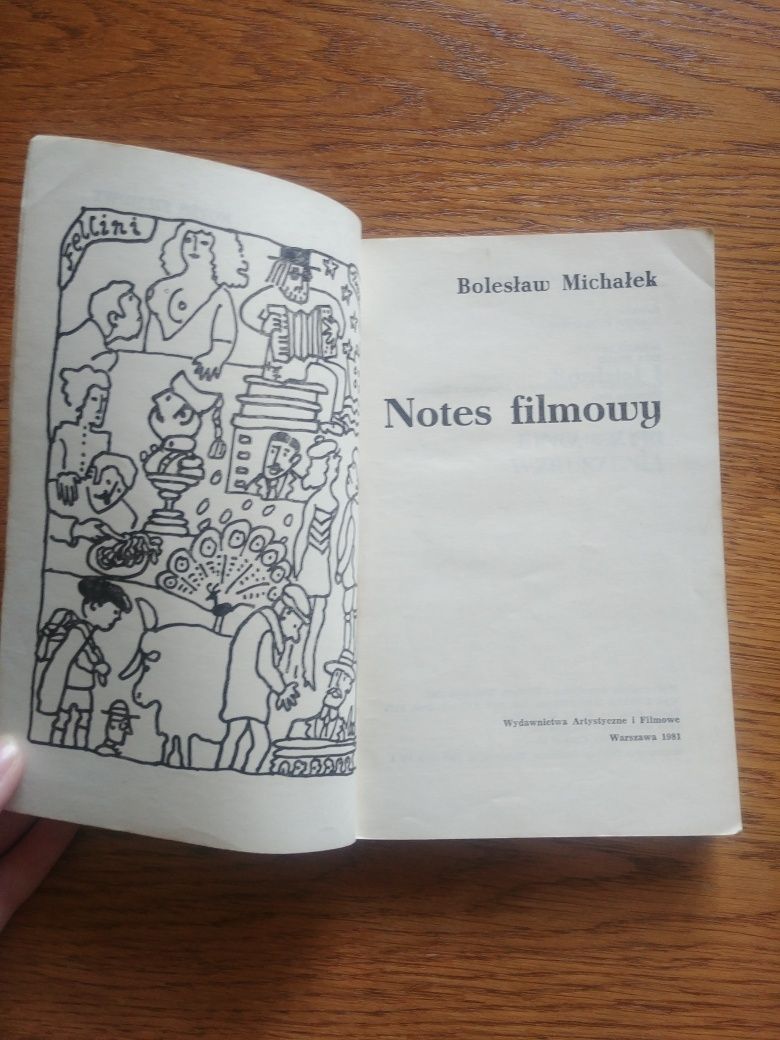 Fellini
Bolesław Michałek
Notes filmowy
Wydawnictwa Artystyczne i Filmowe
Warszawa 1981